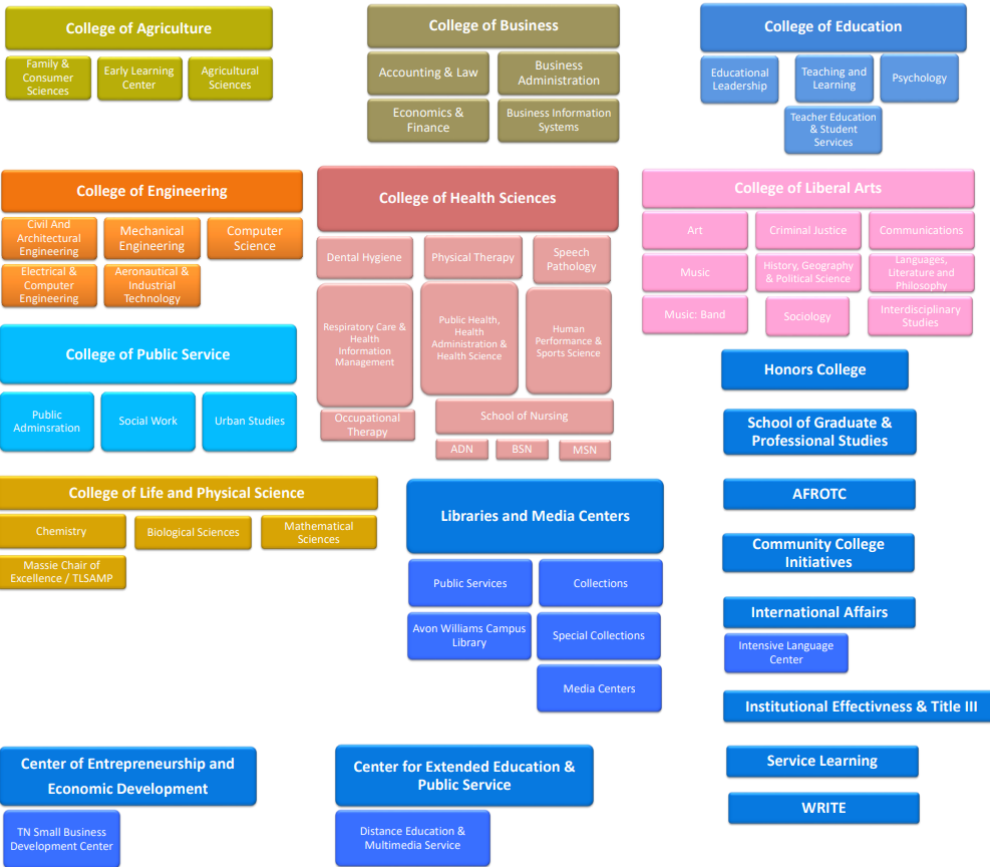 College of Agriculture
Family &
Consumer
Sciences
Early Learning
Center
Agricultural
Sciences
College of Business
Accounting & Law
Business
Administration
Economics &
Finance
Business Information
Systems
College of Education
Educational
Leadership
Teaching and
Learning
Psychology
Teacher Education
& Student
Services
College of Engineering
Civil And
Architectural
Engineering
Mechanical
Engineering
Computer
Science
Electrical &
Computer
Engineering
Aeronautical &
Industrial
Technology
College of Health Sciences
Dental Hygiene
Physical Therapy
Speech
Pathology
Respiratory Care &
Health
Information
Management
Public Health,
Health
Administration &
Health Science
Human
Performance &
Sports Science
Occupational
Therapy
School of Nursing
ADN
BSN
MSN
College of Liberal Arts
Art
Criminal Justice
Communications
Music
History, Geography
& Political Science
Languages,
Literature and
Philosophy
Music: Band
Sociology
Interdisciplinary
Studies
College of Public Service
Public
Adminsration
Social Work
Urban Studies
College of Life and Physical Science
Chemistry
Biological Sciences
Mathematical
Sciences
Massie Chair of
Excellence / TLSAMP
Libraries and Media Centers
Public Services
Collections
Avon Williams Campus
Library
Special Collections
Media Centers
Honors College
School of Graduate &
Professional Studies
AFROTC
Community College
Initiatives
International Affairs
Intensive Language
Center
Institutional Effectivness & Title III
Service Learning
WRITE
Center of Entrepreneurship and
Economic Development
TN Small Business
Development Center
Center for Extended Education &
Public Service
Distance Education &
Multimedia Service